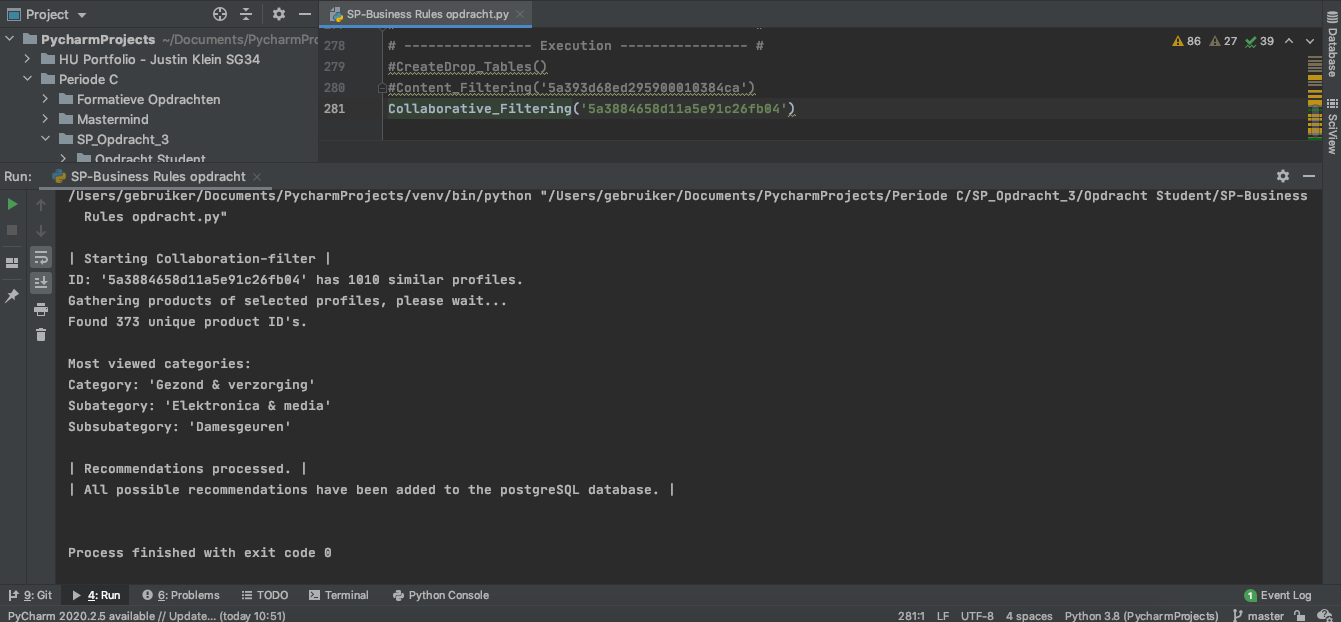 Project
SP-Business Rules opdracht.py
PycharmProjects ~/Documents/PycharmPro
HU Portfolio - Justin Klein SG34
Periode C
Formatieve Opdrachten
Mastermind
SP_Opdracht_3
Opdracht Student
278 # ---------------- Execution ---------------- #
279 #CreateDrop_Tables()
280 #Content_Filtering('5a393d68ed295900010384ca')
281 Collaborative_Filtering('5a3884658d11a5e91c26fb04')
86 27 39
Database
SciView
Run: SP-Business Rules opdracht
/Users/gebruiker/Documents/PycharmProjects/venv/bin/python "/Users/gebruiker/Documents/PycharmProjects/Periode C/SP_Opdracht_3/Opdracht Student/SP-Business
Rules opdracht.py"
| Starting Collaboration-filter |
ID: '5a3884658d11a5e91c26fb04' has 1010 similar profiles.
Gathering products of selected profiles, please wait...
Found 373 unique product ID's.
Most viewed categories:
Category: 'Gezond & verzorging'
Subategory: 'Elektronica & media'
Subsubategory: 'Damesgeuren'
| Recommendations processed. |
| All possible recommendations have been added to the postgreSQL database. |
Process finished with exit code 0
9: Git 4: Run 6: Problems TODO Terminal Python Console 1 Event Log
PyCharm 2020.2.5 available // Update... (today 10:51) 281:1 LF UTF-8 4 spaces Python 3.8 (PycharmProjects) master